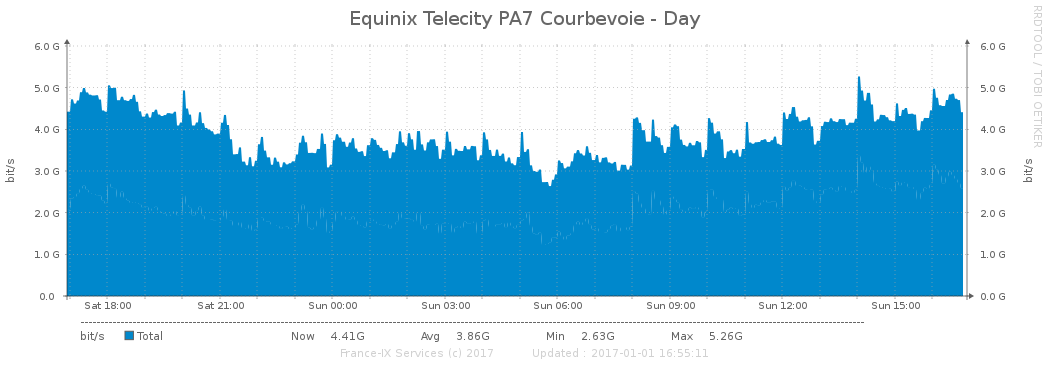 Equinix Telecity PA7 Courbevoie - Day
RRDTOOL / TOBI OETIKER
6.0 G 6.0 G
5.0 G 5.0 G
4.0 G 4.0 G
3.0 G 3.0 G
2.0 G 2.0 G
1.0 G 1.0 G
0.0 0.0 G
bit/s
bit/s
Sat 18:00 Sat 21:00 Sun 00:00 Sun 03:00 Sun 06:00 Sun 09:00 Sun 12:00 Sun 15:00
bit/s Total Now 4.41G Avg 3.86G Min 2.63G Max 5.26G
France-IX Services (c) 2017 Updated : 2017-01-01 16:55:11